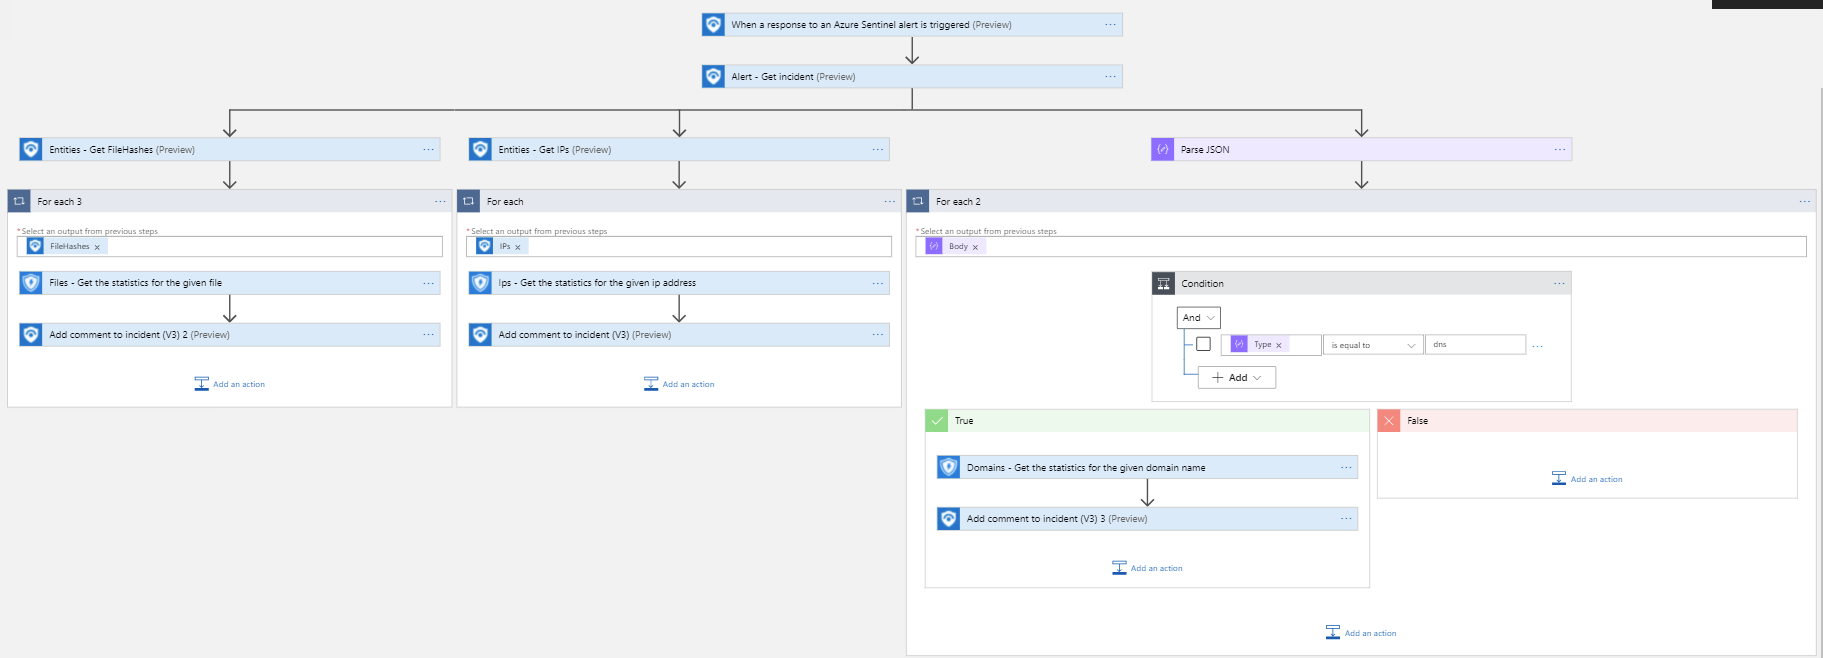 When a response to an Azure Sentinel alert is triggered (Preview)
Alert - Get incident (Preview)
Entities - Get FileHashes (Preview)
Entities - Get IPs (Preview)
Parse JSON
For each 3
*Select an output from previous steps
FileHashes
Files - Get the statistics for the given file
Add comment to incident (V3) 2 (Preview)
Add an action
For each
*Select an output from previous steps
IPs
Ips - Get the statistics for the given ip address
Add comment to incident (V3) (Preview)
Add an action
For each 2
*Select an output from previous steps
Body
Condition
And
Type
is equal to
dns
Add
True
Domains - Get the statistics for the given domain name
Add comment to incident (V3) 3 (Preview)
Add an action
False
Add an action
Add an action